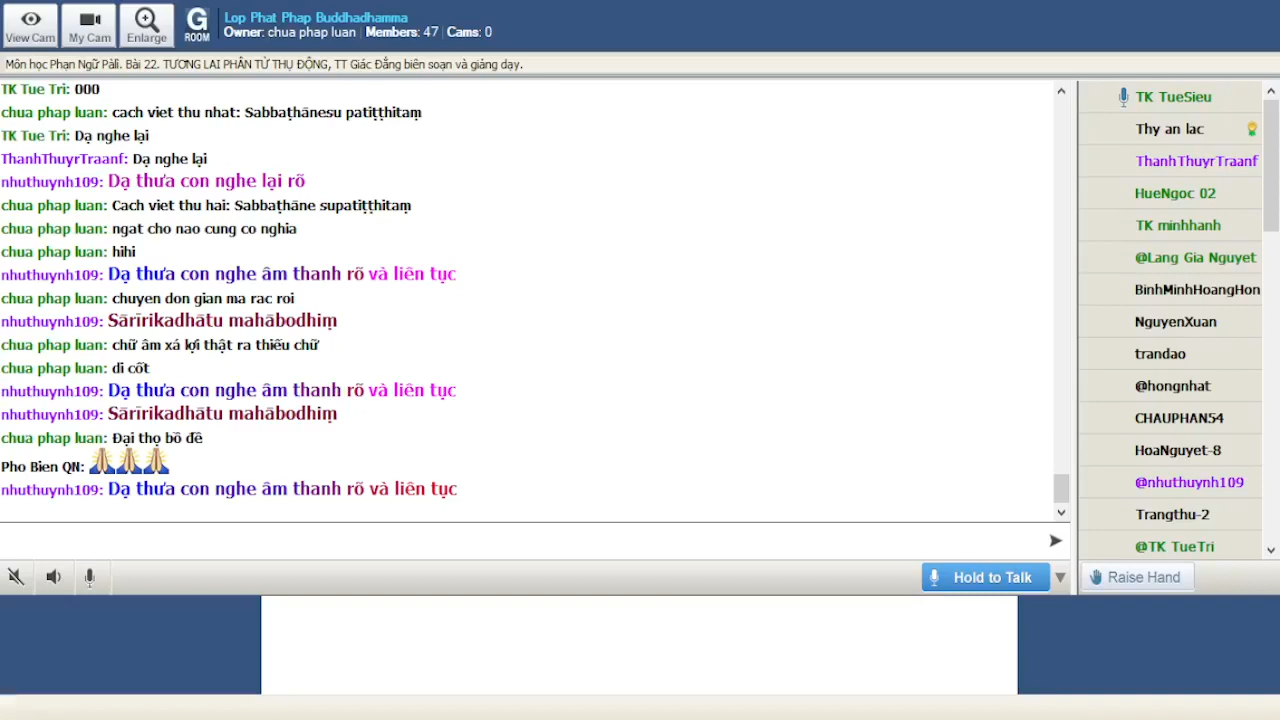 View Cam
My Cam
Enlarge
G
ROOM
Lop Phat Phap Buddhadhamma
Owner: chua phap luan | Members: 47 | Cams: 0
Môn học Phạn Ngữ Pāli. Bài 22. TƯƠNG LAI PHÂN TỪ THỤ ĐỘNG, TT Giác Đẳng biên soạn và giảng dạy.
TK Tue Tri: 000
chua phap luan: cach viet thu nhat: Sabbaṭhānesu patiṭṭhitaṃ
TK Tue Tri: Dạ nghe lại
ThanhThuyrTraanf: Dạ nghe lại
nhuthuynh109: Dạ thưa con nghe lại rõ
chua phap luan: Cach viet thu hai: Sabbaṭhāne supatiṭṭhitaṃ
chua phap luan: ngat cho nao cung co nghia
chua phap luan: hihi
nhuthuynh109: Dạ thưa con nghe âm thanh rõ và liên tục
chua phap luan: chuyen don gian ma rac roi
nhuthuynh109: Sārīrikadhātu mahābodhiṃ
chua phap luan: chữ âm xá lợi thật ra thiếu chữ
chua phap luan: di cốt
nhuthuynh109: Dạ thưa con nghe âm thanh rõ và liên tục
nhuthuynh109: Sārīrikadhātu mahābodhiṃ
chua phap luan: Đại thọ bồ đề
Pho Bien QN:
nhuthuynh109: Dạ thưa con nghe âm thanh rõ và liên tục
Hold to Talk
TK TueSieu
Thy an lac
ThanhThuyrTraanf
HueNgoc 02
TK minhhanh
@Lang Gia Nguyet
BinhMinhHoangHon
NguyenXuan
trandao
@hongnhat
CHAUPHAN54
HoaNguyet-8
@nhuthuynh109
Trangthu-2
@TK TueTri
Raise Hand